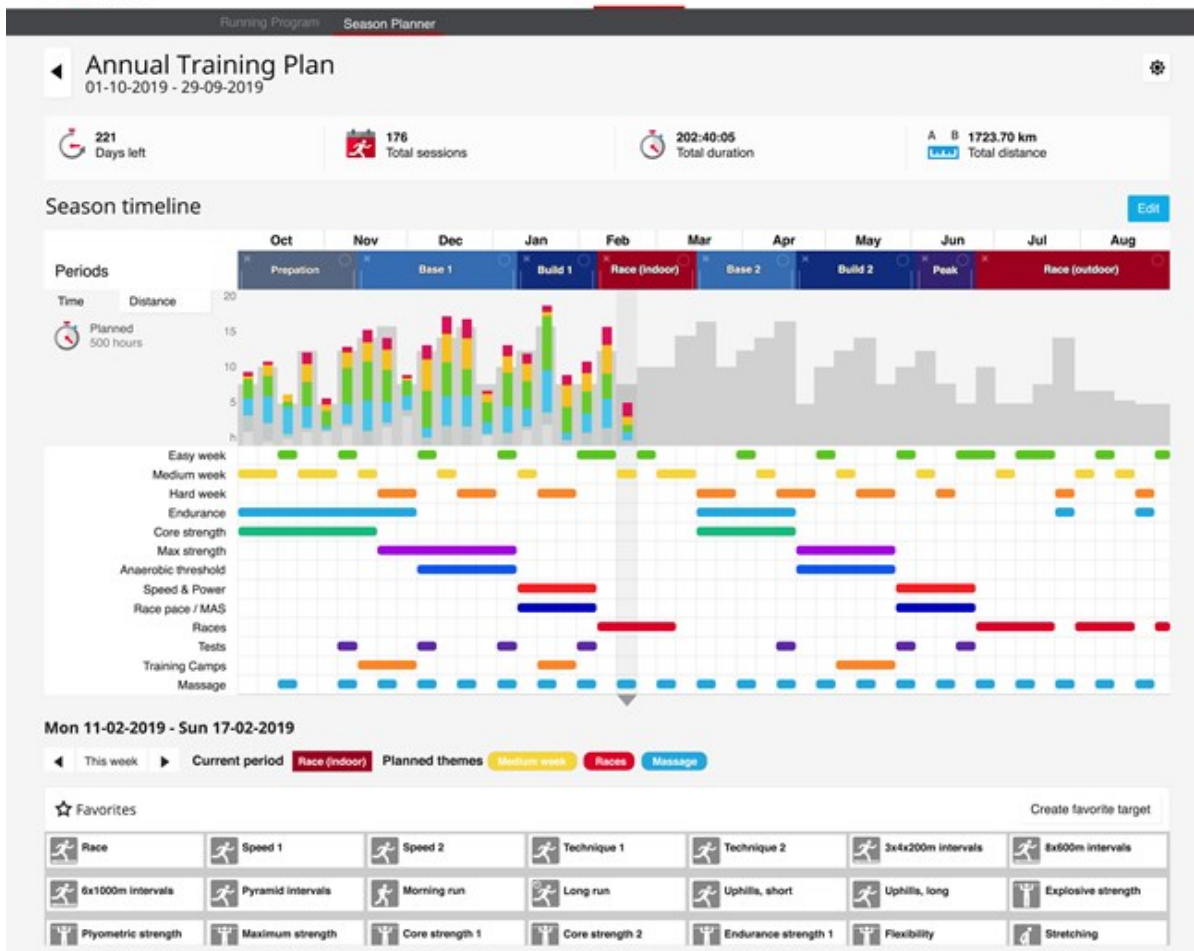 Running Program Season Planner
Annual Training Plan
01-10-2019 - 29-09-2019
221
Days left
176
Total sessions
202:40:05
Total duration
A B
1723.70 km
Total distance
Season timeline
Edit
Oct Nov Dec Jan Feb Mar Apr May Jun Jul Aug
Periods
Prepation Base 1 Build 1 Race (indoor) Base 2 Build 2 Peak Race (outdoor)
Time Distance
Planned
500 hours
20
15
10
5
h
Easy week
Medium week
Hard week
Endurance
Core strength
Max strength
Anaerobic threshold
Speed & Power
Race pace / MAS
Races
Tests
Training Camps
Massage
Mon 11-02-2019 - Sun 17-02-2019
This week Current period Race (indoor) Planned themes Medium week Races Massage
Favorites Create favorite target
Race Speed 1 Speed 2 Technique 1 Technique 2 3x4x200m intervals 8x600m intervals
6x1000m intervals Pyramid intervals Morning run Long run Uphills, short Uphills, long Explosive strength
Plyometric strength Maximum strength Core strength 1 Core strength 2 Endurance strength 1 Flexibility Stretching